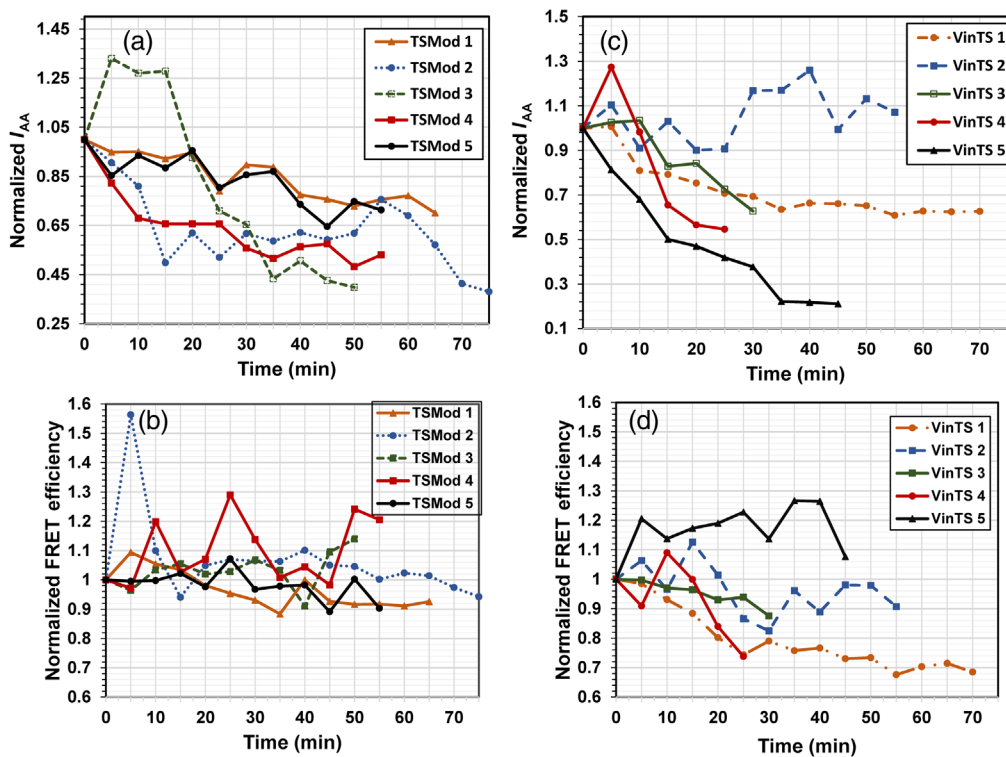 (a)
Normalized I_AA
1.45
1.25
1.05
0.85
0.65
0.45
0.25
0 10 20 30 40 50 60 70
Time (min)
TSMod 1
TSMod 2
TSMod 3
TSMod 4
TSMod 5
(c)
Normalized I_AA
1.5
1.3
1.1
0.9
0.7
0.5
0.3
0.1
0 10 20 30 40 50 60 70
Time (min)
VinTS 1
VinTS 2
VinTS 3
VinTS 4
VinTS 5
(b)
Normalized FRET efficiency
1.6
1.5
1.4
1.3
1.2
1.1
1
0.9
0.8
0.7
0.6
0 10 20 30 40 50 60 70
Time (min)
TSMod 1
TSMod 2
TSMod 3
TSMod 4
TSMod 5
(d)
Normalized FRET efficiency
1.6
1.5
1.4
1.3
1.2
1.1
1
0.9
0.8
0.7
0.6
0 10 20 30 40 50 60 70
Time (min)
VinTS 1
VinTS 2
VinTS 3
VinTS 4
VinTS 5